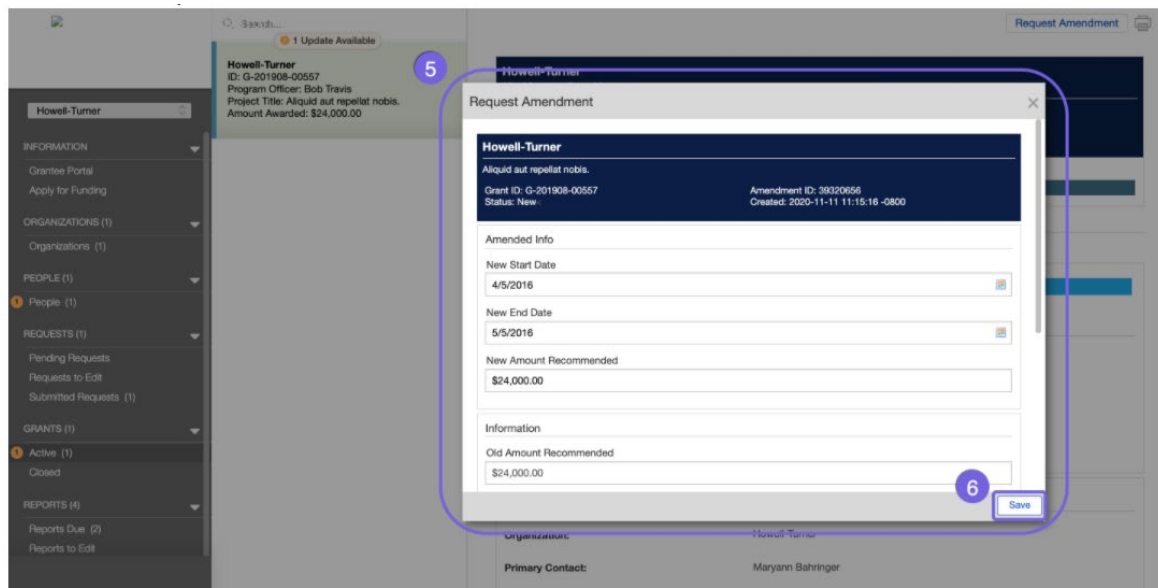 Search...
Request Amendment
1 Update Available
Howell-Turner
ID: G-201908-00557
Program Officer: Bob Travis
Project Title: Aliquid aut repellat nobis.
Amount Awarded: $24,000.00
5
Howell-Turner
INFORMATION
Grantee Portal
Apply for Funding
ORGANIZATIONS (1)
Organizations (1)
PEOPLE (1)
1 People (1)
REQUESTS (1)
Pending Requests
Requests to Edit
Submitted Requests (1)
GRANTS (1)
1 Active (1)
Closed
REPORTS (4)
Reports Due (2)
Reports to Edit
Howell-Turner
Request Amendment
Howell-Turner
Aliquid aut repellat nobis.
Grant ID: G-201908-00557 Amendment ID: 39320656
Status: New Created: 2020-11-11 11:15:16 -0800
Amended Info
New Start Date
4/5/2016
New End Date
5/5/2016
New Amount Recommended
$24,000.00
Information
Old Amount Recommended
$24,000.00
6
Save
Organization: Howell-Turner
Primary Contact: Maryann Bahringer